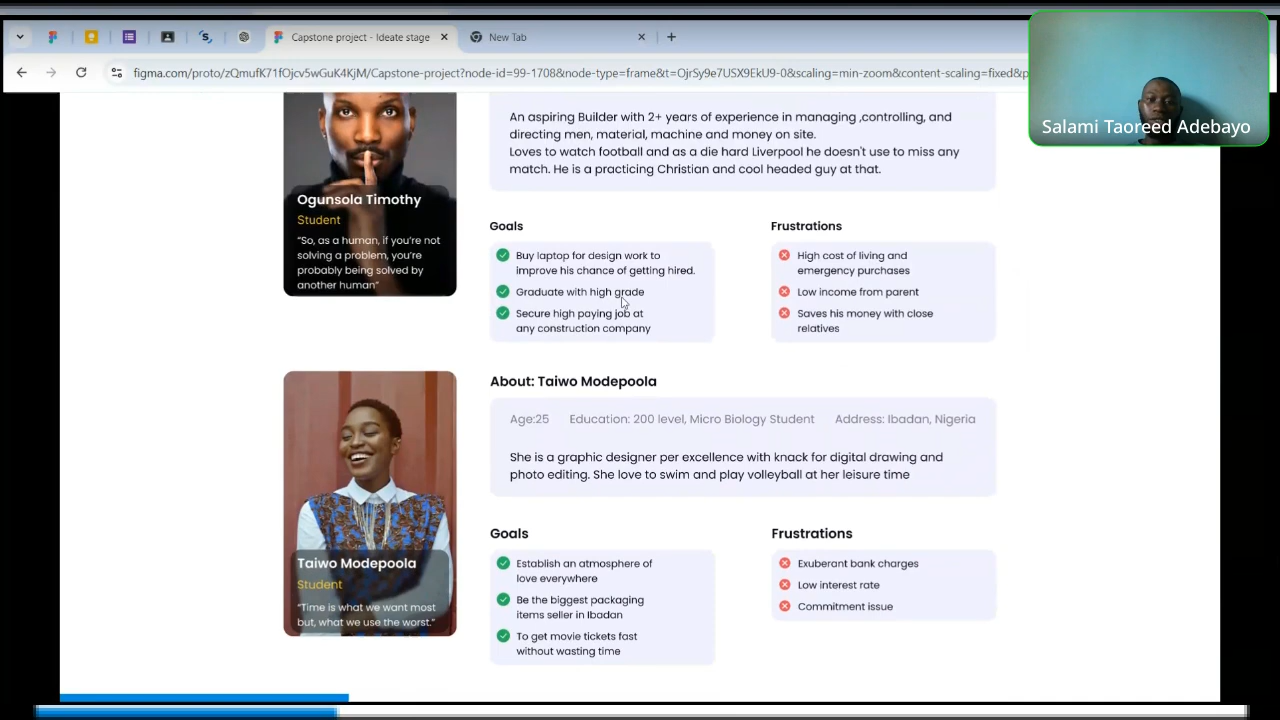 Capstone project - Ideate stage
New Tab
figma.com/proto/zQmufK71fOjcv5wGuK4KjM/Capstone-project?node-id=99-1708&node-type=frame&t=OjrSy9e7USX9EkU9-0&scaling=min-zoom&content-scaling=fixed&p
Salami Taoreed Adebayo
An aspiring Builder with 2+ years of experience in managing ,controlling, and
directing men, material, machine and money on site.
Loves to watch football and as a die hard Liverpool he doesn't use to miss any
match. He is a practicing Christian and cool headed guy at that.
Ogunsola Timothy
Student
“So, as a human, if you’re not
solving a problem, you’re
probably being solved by
another human”
Goals
Buy laptop for design work to
improve his chance of getting hired.
Graduate with high grade
Secure high paying job at
any construction company
Frustrations
High cost of living and
emergency purchases
Low income from parent
Saves his money with close
relatives
About: Taiwo Modepoola
Age:25 Education: 200 level, Micro Biology Student Address: Ibadan, Nigeria
She is a graphic designer per excellence with knack for digital drawing and
photo editing. She love to swim and play volleyball at her leisure time
Taiwo Modepoola
Student
“Time is what we want most
but, what we use the worst.”
Goals
Establish an atmosphere of
love everywhere
Be the biggest packaging
items seller in Ibadan
To get movie tickets fast
without wasting time
Frustrations
Exuberant bank charges
Low interest rate
Commitment issue